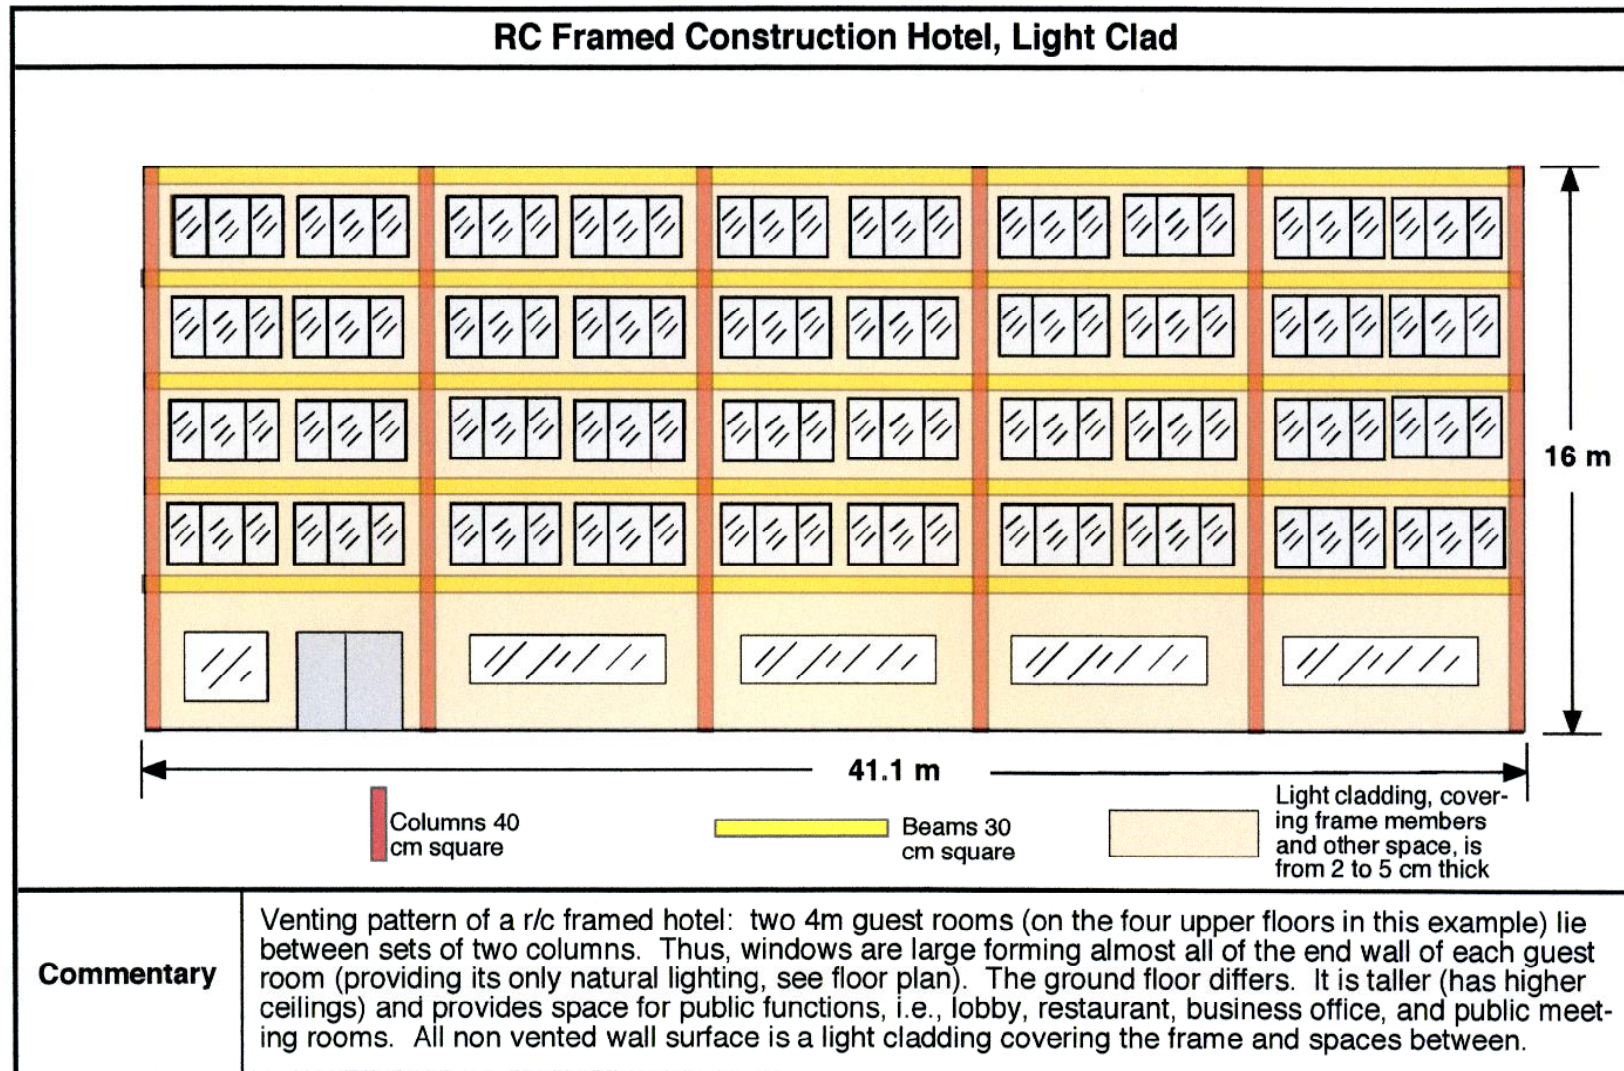 RC Framed Construction Hotel, Light Clad
16 m
41.1 m
Columns 40
cm square
Beams 30
cm square
Light cladding, cover-
ing frame members
and other space, is
from 2 to 5 cm thick
Commentary
Venting pattern of a r/c framed hotel: two 4m guest rooms (on the four upper floors in this example) lie
between sets of two columns. Thus, windows are large forming almost all of the end wall of each guest
room (providing its only natural lighting, see floor plan). The ground floor differs. It is taller (has higher
ceilings) and provides space for public functions, i.e., lobby, restaurant, business office, and public meet-
ing rooms. All non vented wall surface is a light cladding covering the frame and spaces between.